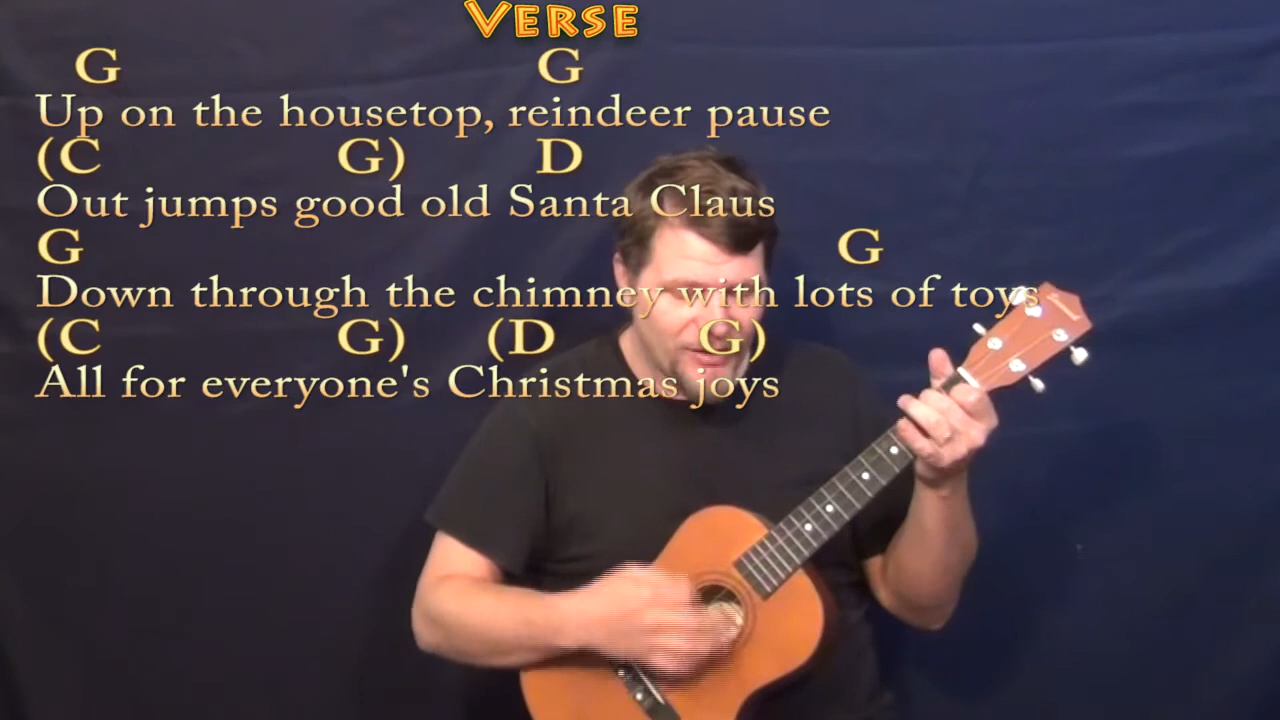 VERSE
G G
Up on the housetop, reindeer pause
(C G) D
Out jumps good old Santa Claus
G G
Down through the chimney with lots of toys
(C G) (D G)
All for everyone's Christmas joys